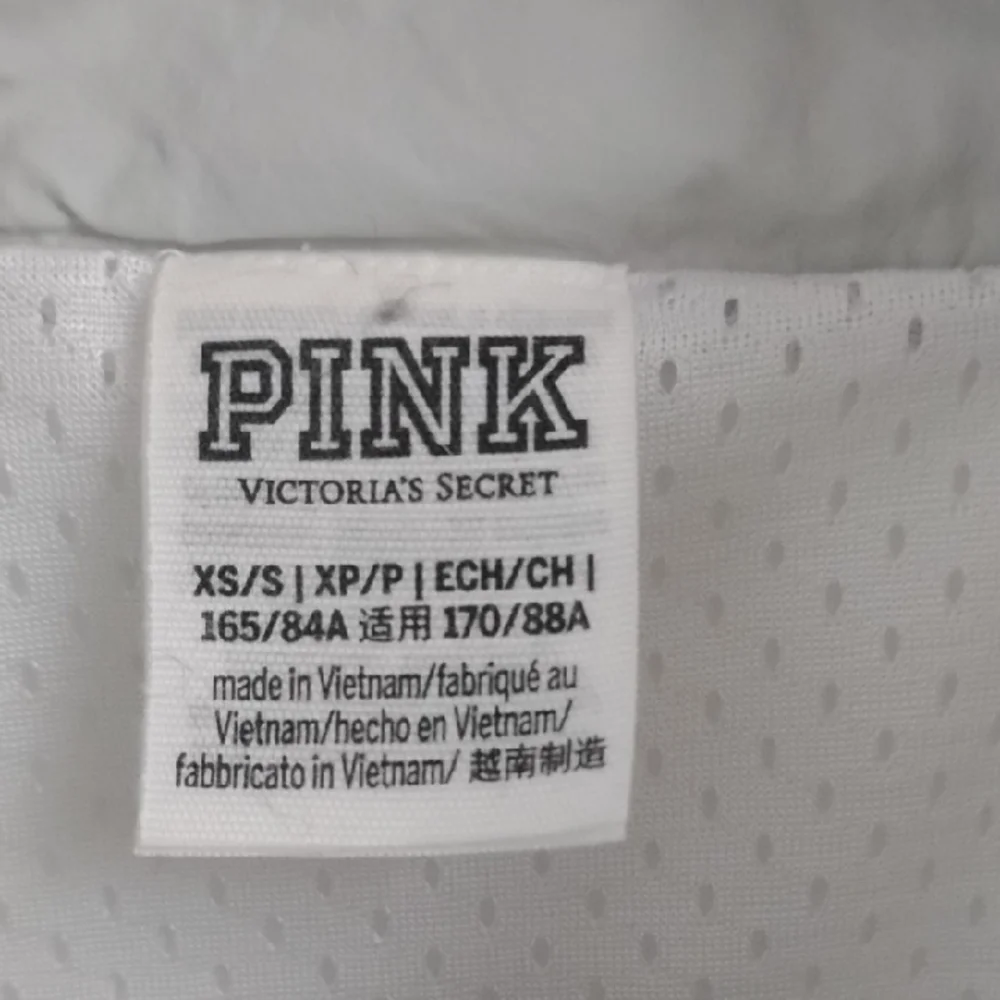 PINK
VICTORIA'S SECRET
XS/S | XP/P | ECH/CH |
165/84A 适用 170/88A
made in Vietnam/fabriqué au
Vietnam/hecho en Vietnam/
fabbricato in Vietnam/ 越南制造